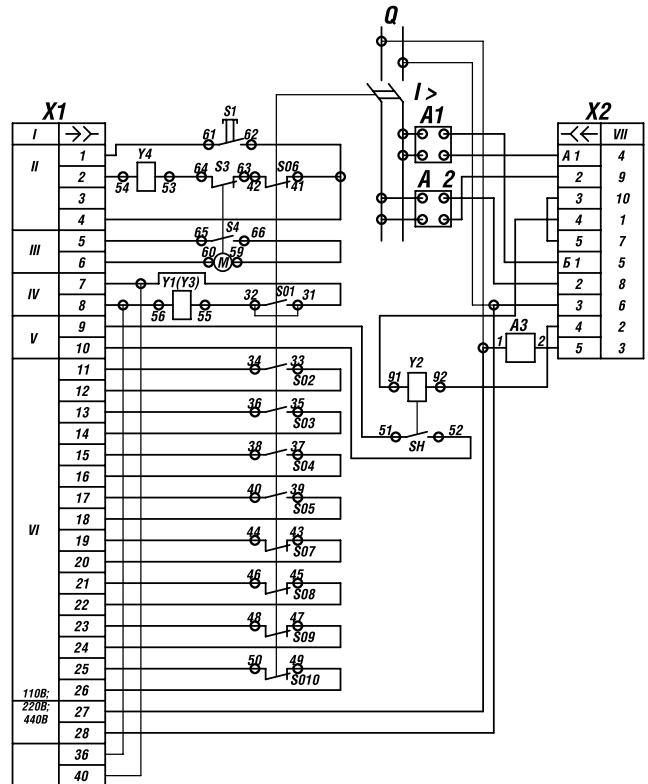 Q
I >
X1
S1
A1
X2
I
VII
61 62
II
1
Y4
64 S3 63 S06
А 1 4
2
54 53 42 41
2 9
3
A 2
3 10
4
4 1
III
5
65 S4 66
5 7
6
60 M 59
Б 1 5
IV
7
Y1(Y3) S01
2 8
8
56 55 32 31
3 6
V
9
A3
4 2
10
1 2
5 3
VI
11
34 33
S02
Y2
91 92
12
13
36 35
S03
51 52
SH
14
15
38 37
S04
16
17
40 39
S05
18
19
44 43
S07
20
21
46 45
S08
22
23
48 47
S09
24
25
50 49
S010
26
110В;
220В;
440В
27
28
36
40